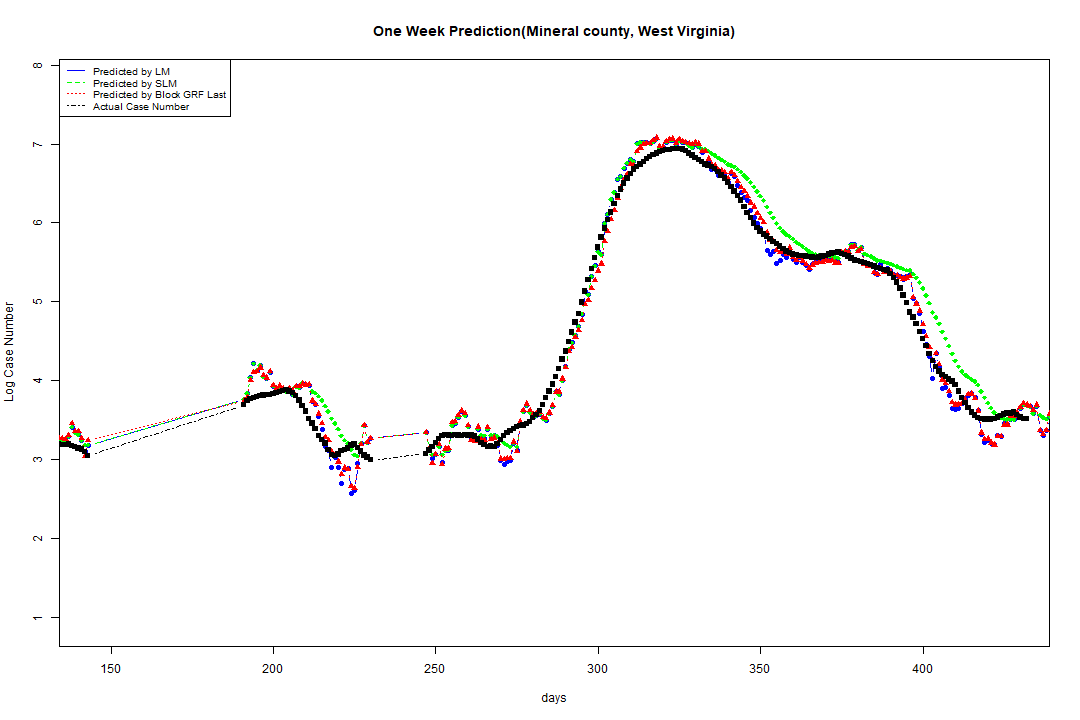 One Week Prediction(Mineral county, West Virginia)
Predicted by LM
Predicted by SLM
Predicted by Block GRF Last
Actual Case Number
Log Case Number
8
7
6
5
4
3
2
1
150 200 250 300 350 400
days